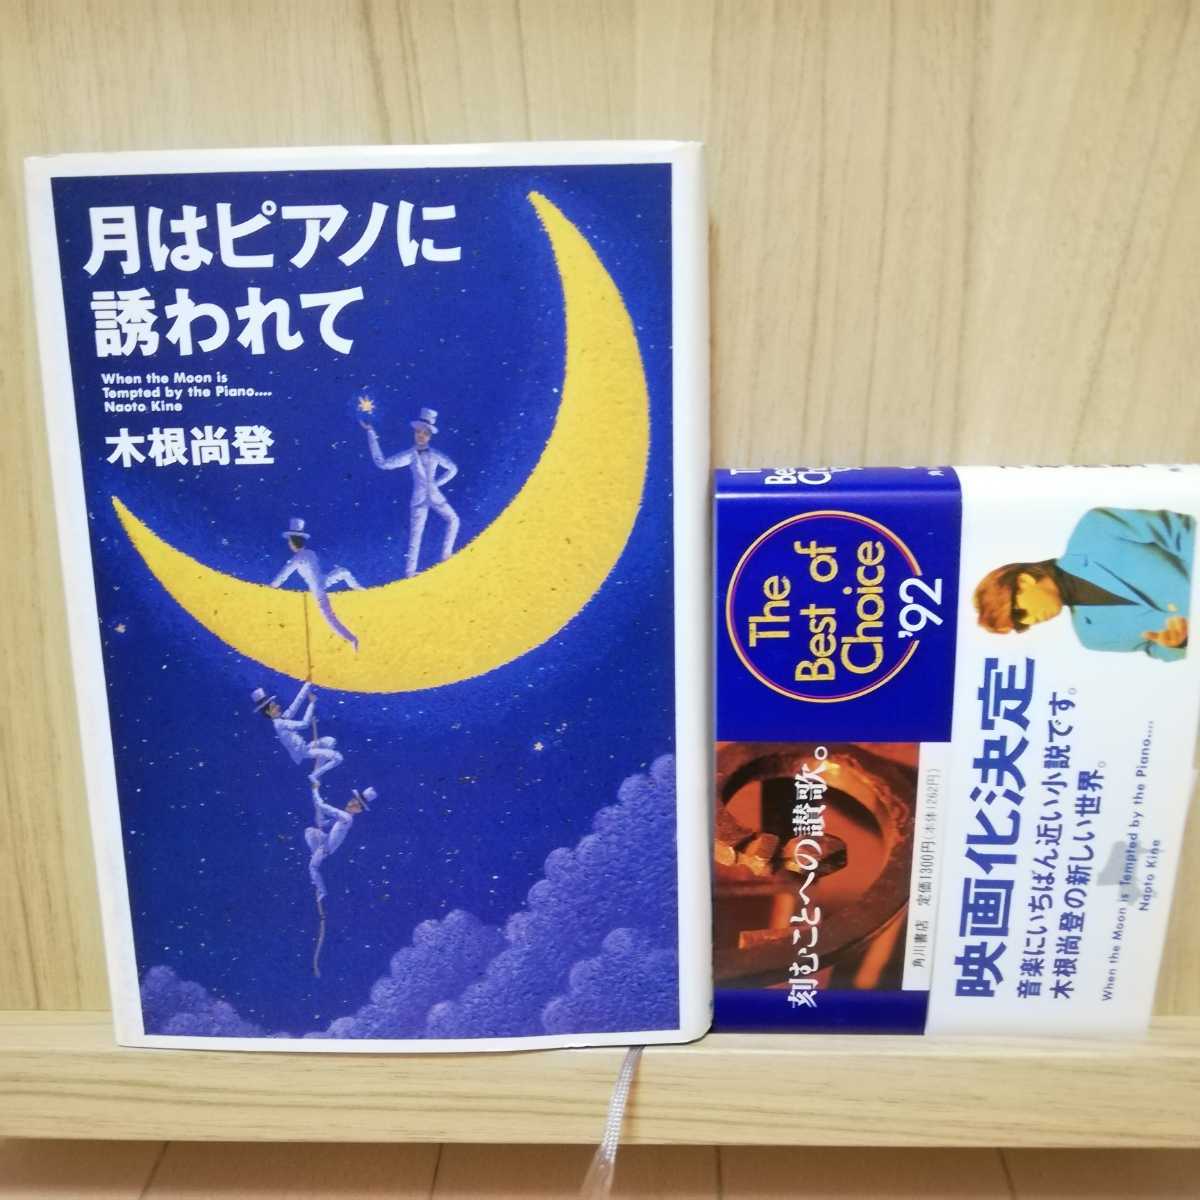 月はピアノに
誘われて
When the Moon is
Tempted by the Piano....
Naoto Kine
木根尚登
The
Best of
Choice
'92
刻むことへの讃歌。
角川書店 定価1300円(本体1262円)
映画化決定
音楽にいちばん近い小説です。
木根尚登の新しい世界。
When the Moon is Tempted by the Piano....
Naoto Kine